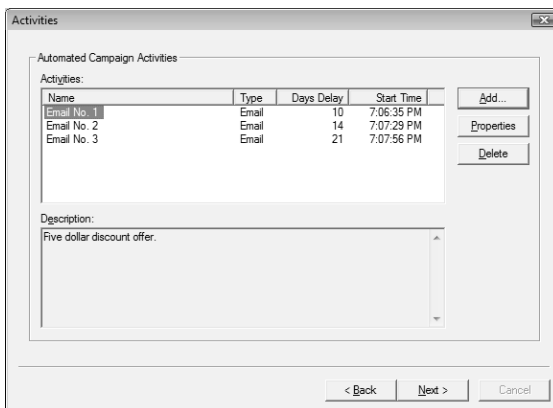 Activities
Automated Campaign Activities
Activities:
Name Type Days Delay Start Time
Email No. 1 Email 10 7:06:35 PM
Email No. 2 Email 14 7:07:29 PM
Email No. 3 Email 21 7:07:56 PM
Add...
Properties
Delete
Description:
Five dollar discount offer.
< Back Next > Cancel